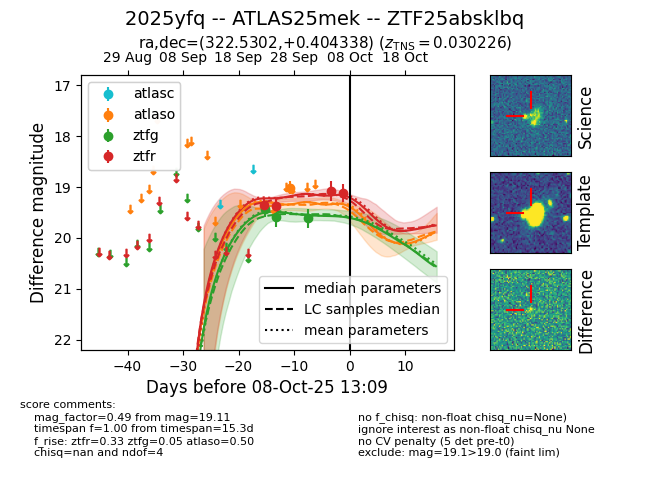 2025yfq -- ATLAS25mek -- ZTF25absklbq
ra,dec=(322.5302,+0.404338) (z_TNS = 0.030226)
29 Aug 08 Sep 18 Sep 28 Sep 08 Oct 18 Oct
17
18
19
20
21
22
Difference magnitude
atlasc
atlaso
ztfg
ztfr
median parameters
LC samples median
mean parameters
−40 −30 −20 −10 0 10
Days before 08-Oct-25 13:09
Science
Template
Difference
score comments:
mag_factor=0.49 from mag=19.11
timespan f=1.00 from timespan=15.3d
f_rise: ztfr=0.33 ztfg=0.05 atlaso=0.50
chisq=nan and ndof=4
no f_chisq: non-float chisq_nu=None)
ignore interest as non-float chisq_nu None
no CV penalty (5 det pre-t0)
exclude: mag=19.1>19.0 (faint lim)